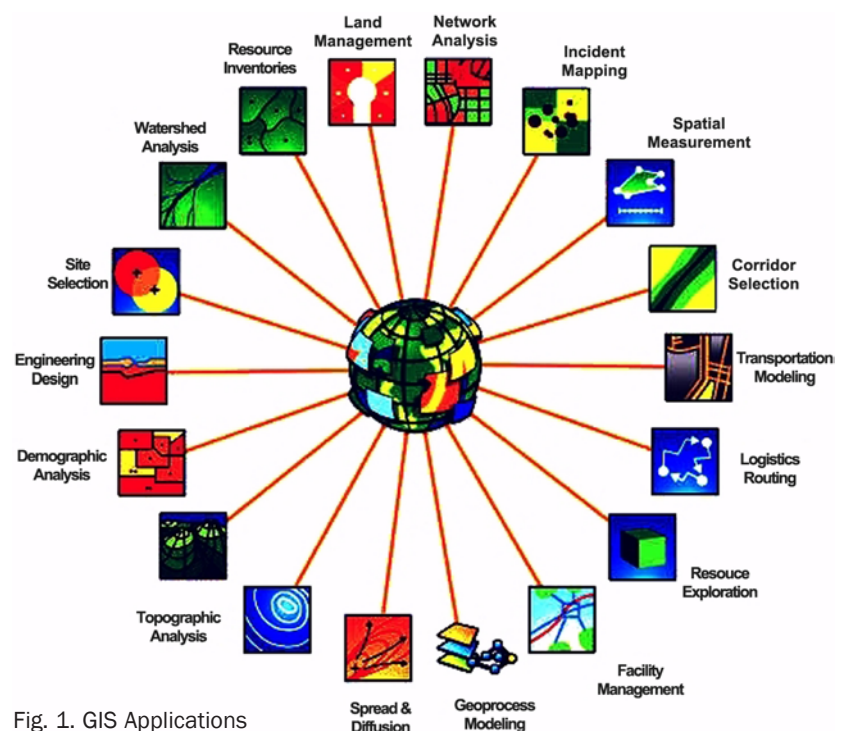 Land
Management
Network
Analysis
Incident
Mapping
Resource
Inventories
Spatial
Measurement
Watershed
Analysis
Site
Selection
Corridor
Selection
Engineering
Design
Transportation
Modeling
Demographic
Analysis
Logistics
Routing
Resouce
Exploration
Topographic
Analysis
Facility
Management
Spread &
Diffusion
Geoprocess
Modeling
Fig. 1. GIS Applications